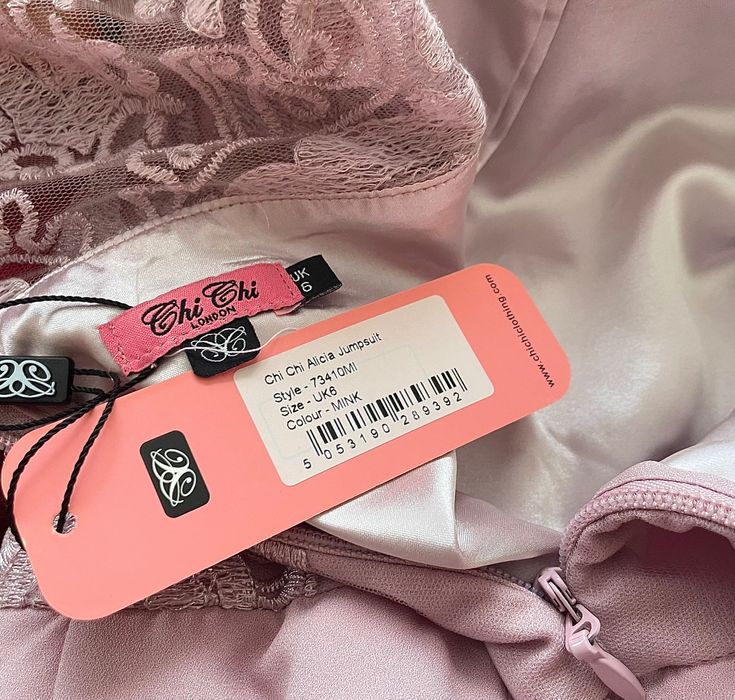 Chi Chi
LONDON
UK
6
www.chichiclothing.com
Chi Chi Alicia Jumpsuit
Style - 73410MI
Size - UK6
Colour - MINK
5 053190 289392